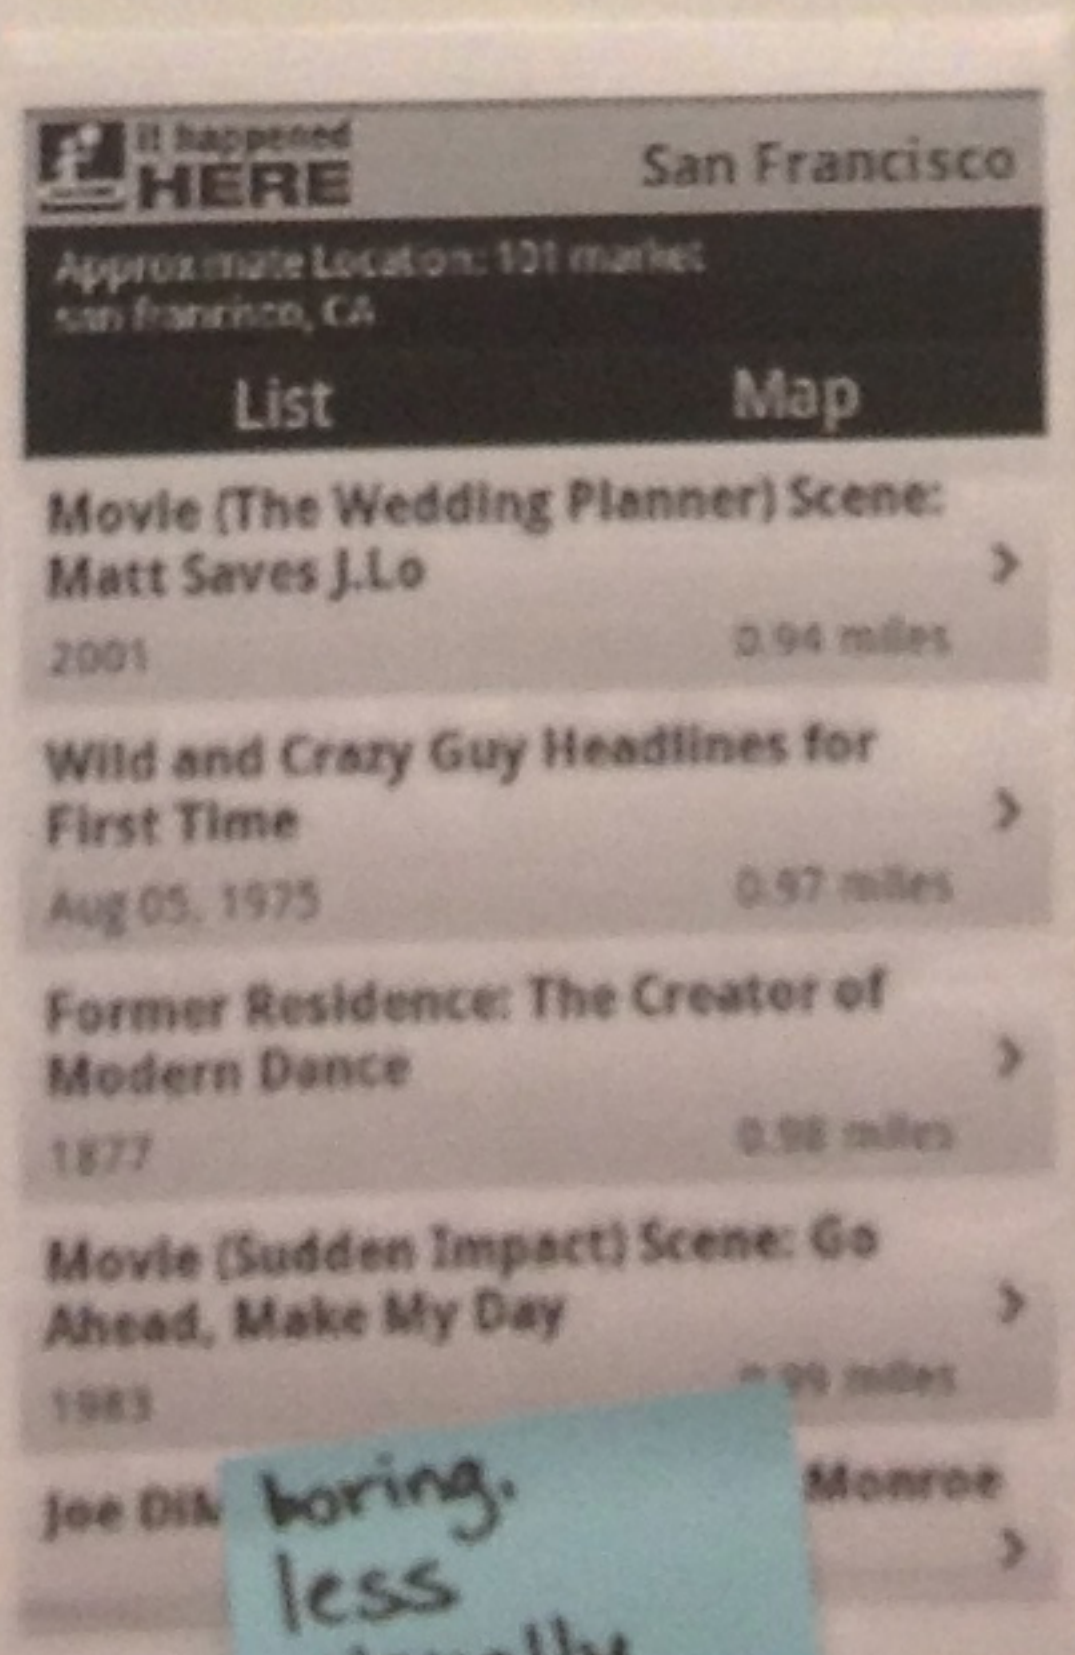 it happened
HERE
San Francisco
Approximate Location: 101 market
san francisco, CA
List
Map
Movie (The Wedding Planner) Scene:
Matt Saves J.Lo
2001
0.94 miles
Wild and Crazy Guy Headlines for
First Time
Aug 05, 1975
0.97 miles
Former Residence: The Creator of
Modern Dance
1877
0.98 miles
Movie (Sudden Impact) Scene: Go
Ahead, Make My Day
1983
0.99 miles
Joe Monroe
boring.
less